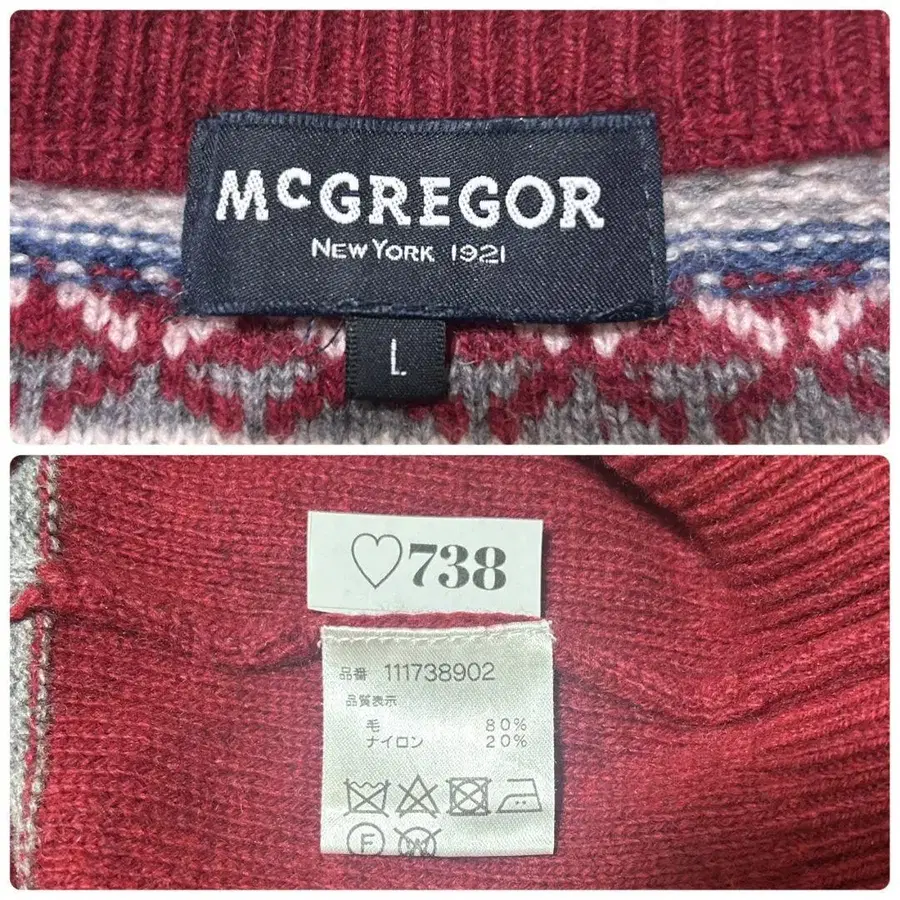 McGREGOR
NEW YORK 1921
L
♡738
品番 111738902
品質表示
毛 80%
ナイロン 20%
F
W